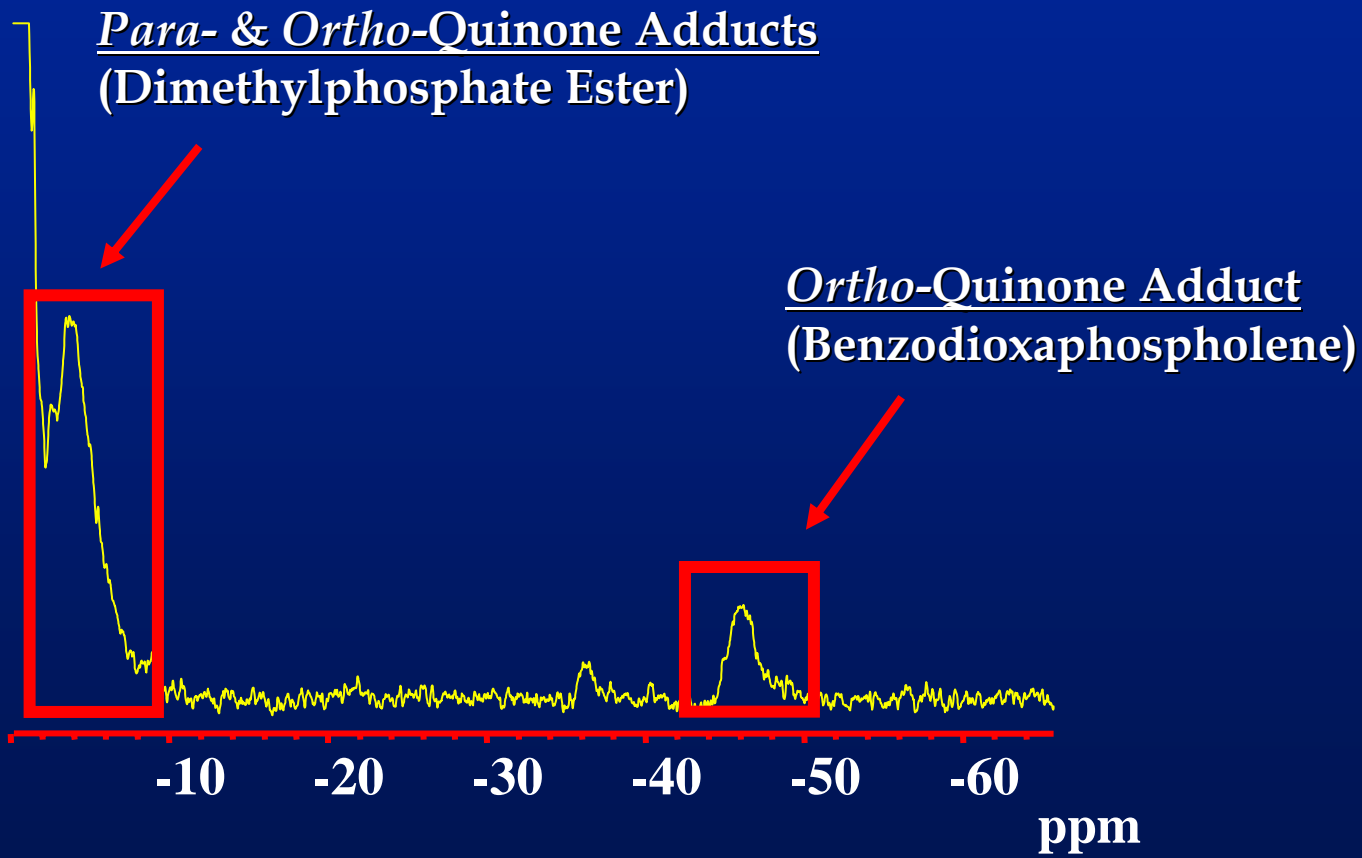 Para- & Ortho-Quinone Adducts
(Dimethylphosphate Ester)
Ortho-Quinone Adduct
(Benzodioxaphospholene)
-10 -20 -30 -40 -50 -60
ppm